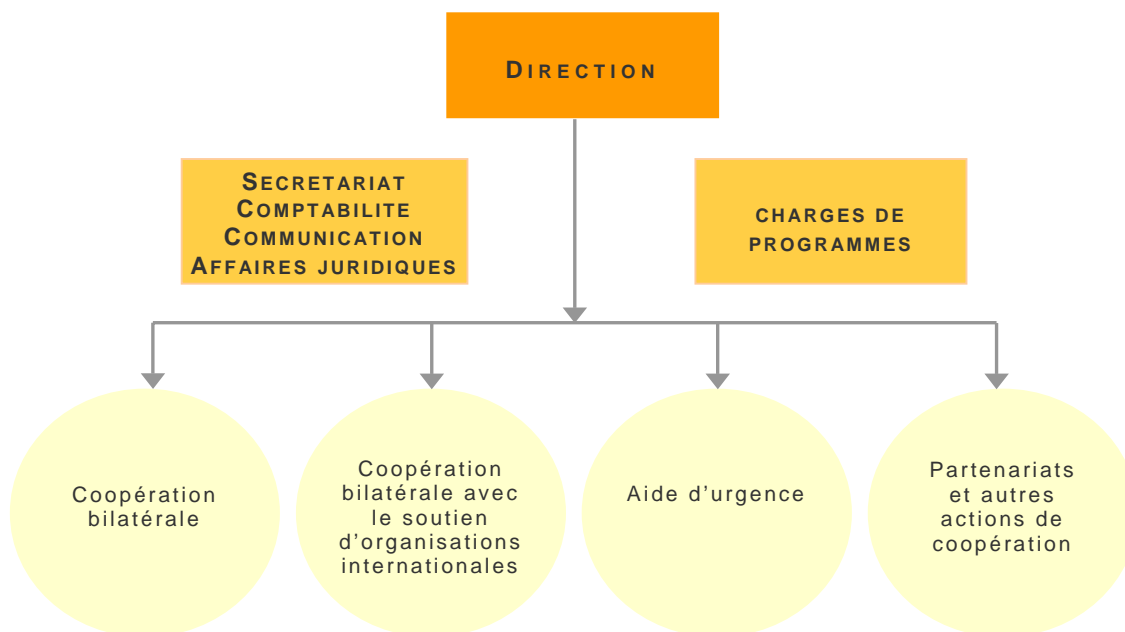 DIRECTION
SECRETARIAT
COMPTABILITE
COMMUNICATION
AFFAIRES JURIDIQUES
CHARGES DE
PROGRAMMES
Coopération
bilatérale
Coopération
bilatérale avec
le soutien
d’organisations
internationales
Aide d’urgence
Partenariats
et autres
actions de
coopération